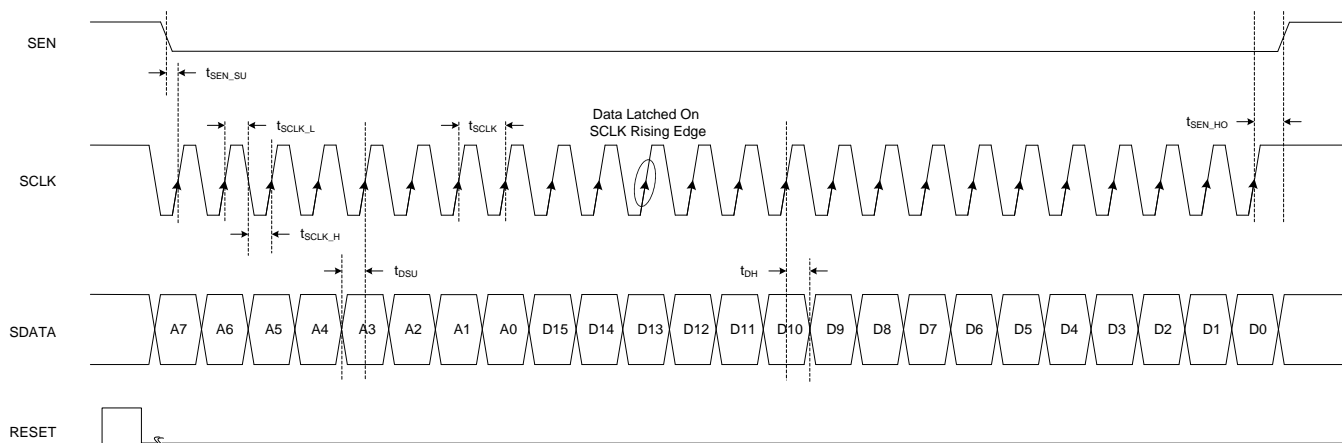 SEN
tSEN_SU
Data Latched On
SCLK Rising Edge
tSCLK_L
tSCLK
tSEN_HO
SCLK
tSCLK_H
tDSU
tDH
SDATA
A7 A6 A5 A4 A3 A2 A1 A0 D15 D14 D13 D12 D11 D10 D9 D8 D7 D6 D5 D4 D3 D2 D1 D0
RESET